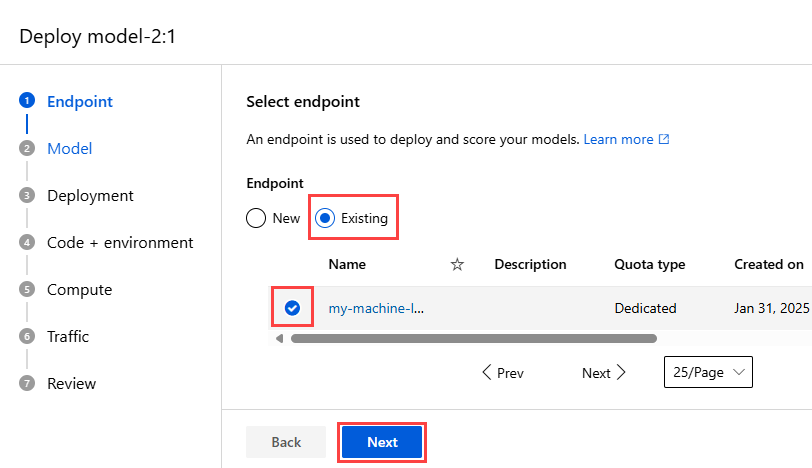 Deploy model-2:1
1 Endpoint
2 Model
3 Deployment
4 Code + environment
5 Compute
6 Traffic
7 Review
Select endpoint
An endpoint is used to deploy and score your models. Learn more
Endpoint
New Existing
Name Description Quota type Created on
my-machine-l... Dedicated Jan 31, 2025
Prev Next 25/Page
Back Next